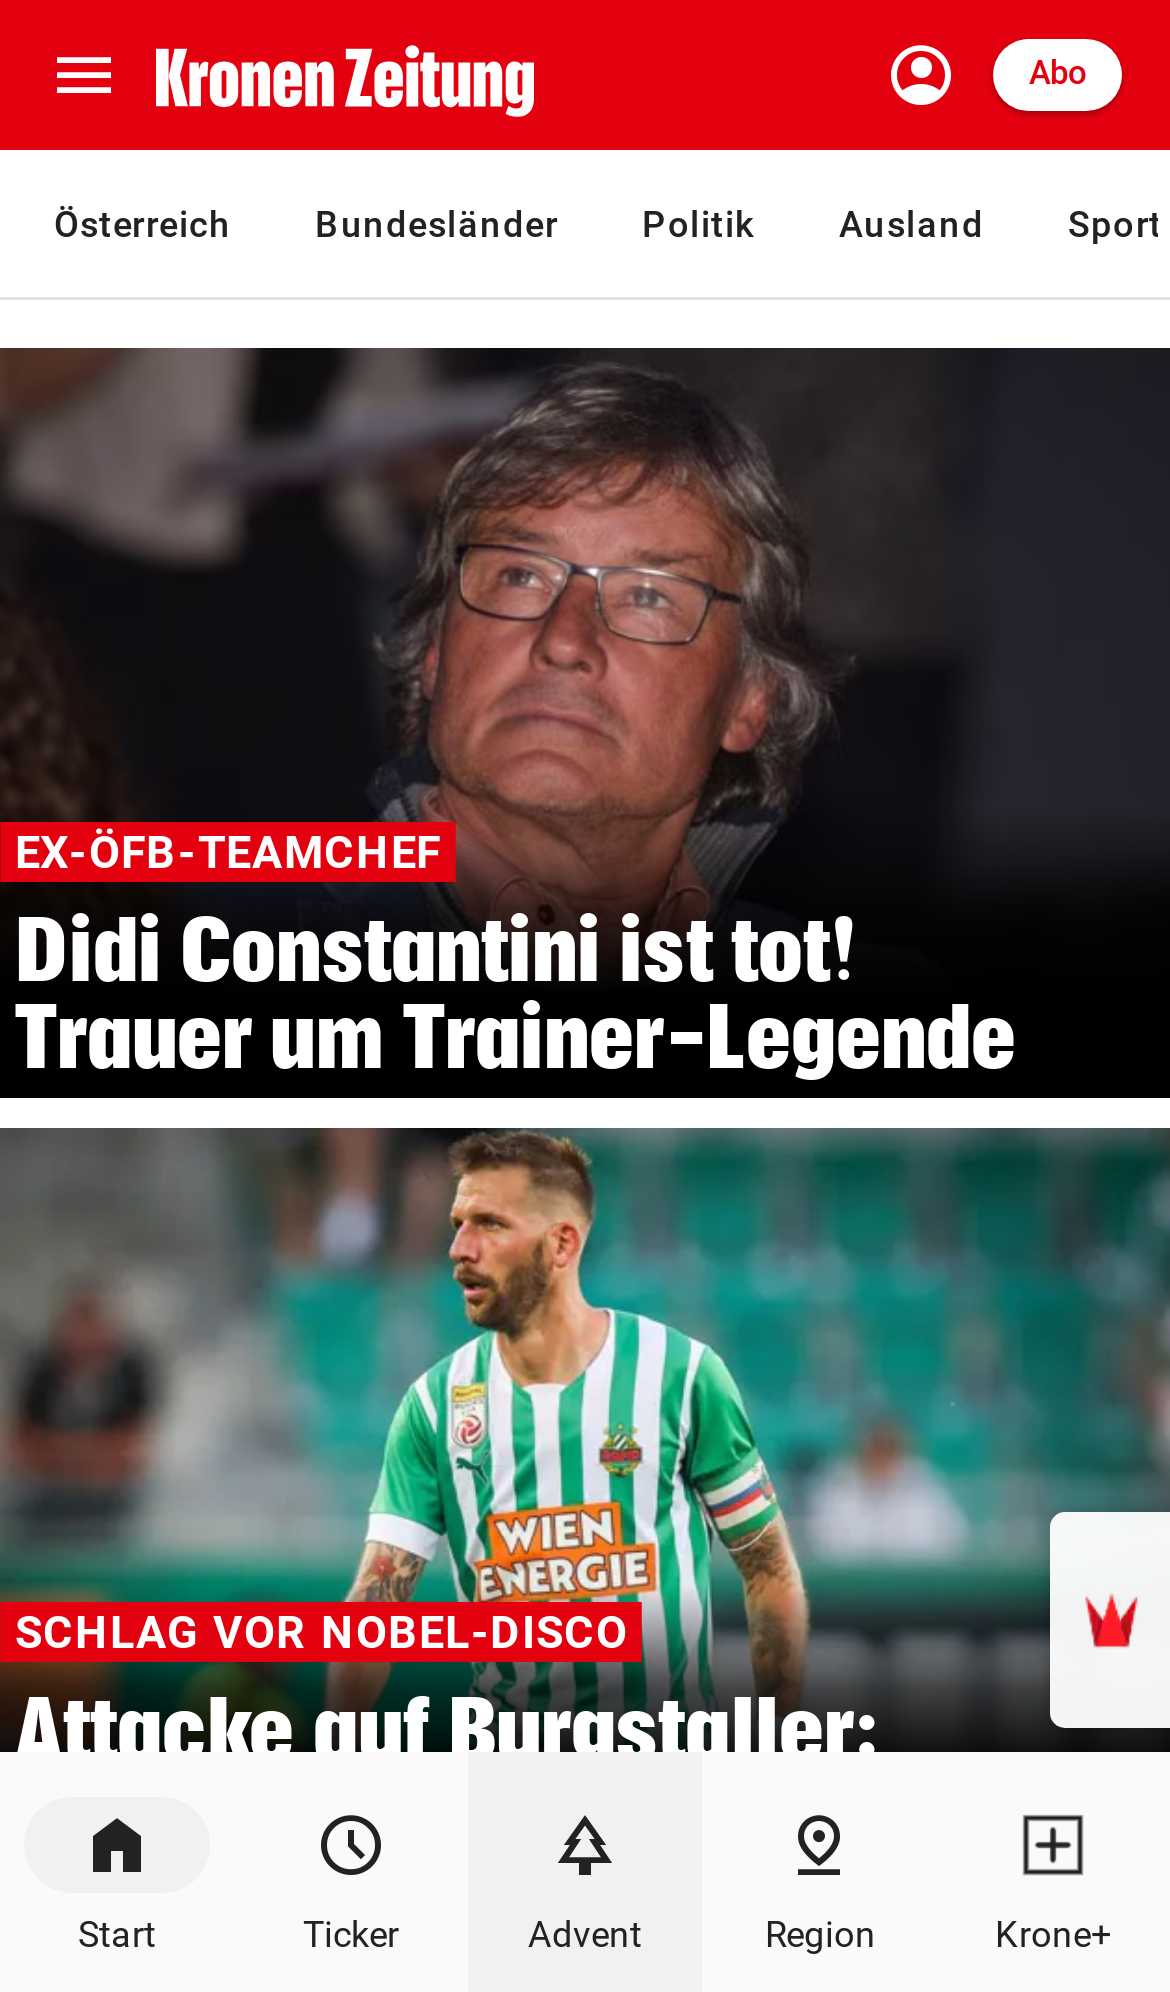 Kronen Zeitung
Abo
Österreich Bundesländer Politik Ausland Sport
EX-ÖFB-TEAMCHEF
Didi Constantini ist tot!
Trauer um Trainer-Legende
WIEN
ENERGIE
SCHLAG VOR NOBEL-DISCO
Attacke auf Burgstaller:
Start Ticker Advent Region Krone+